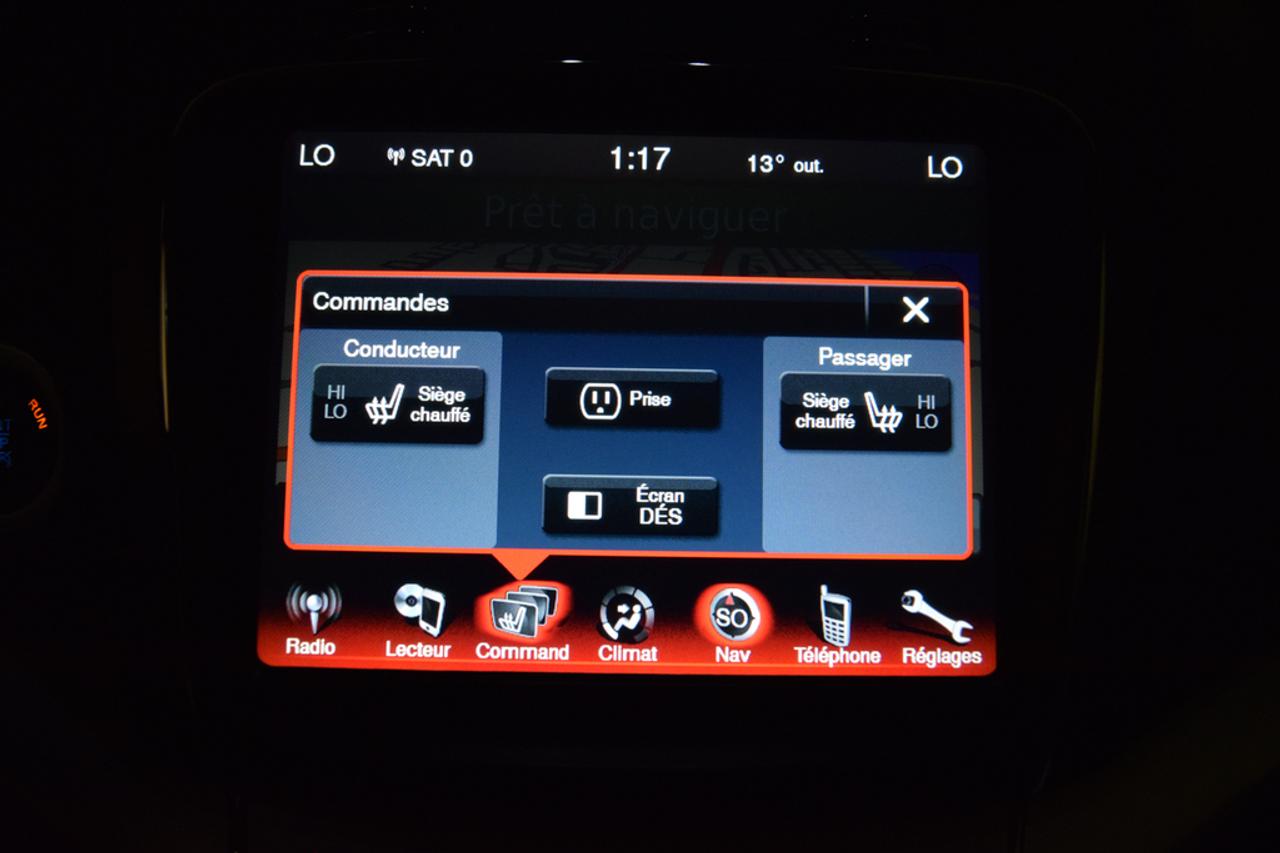 LO SAT 0 1:17 13° out. LO
Prêt à naviguer
Commandes
Conducteur
Passager
HI
LO
Siège
chauffé
Prise
Siège
chauffé
HI
LO
Écran
DÉS
RUN
SO
Radio Lecteur Command Climat Nav Téléphone Réglages